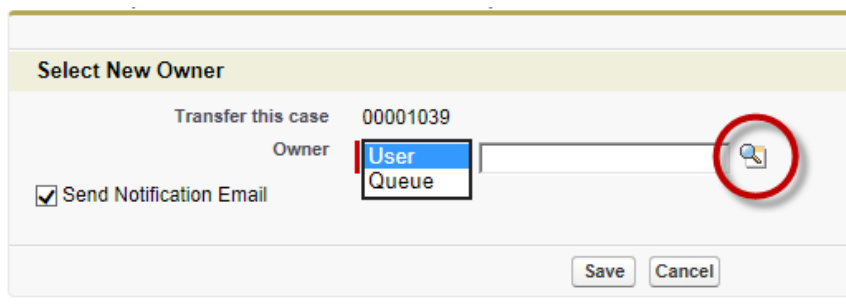 Select New Owner
Transfer this case 00001039
Owner User
Queue
Send Notification Email
Save Cancel